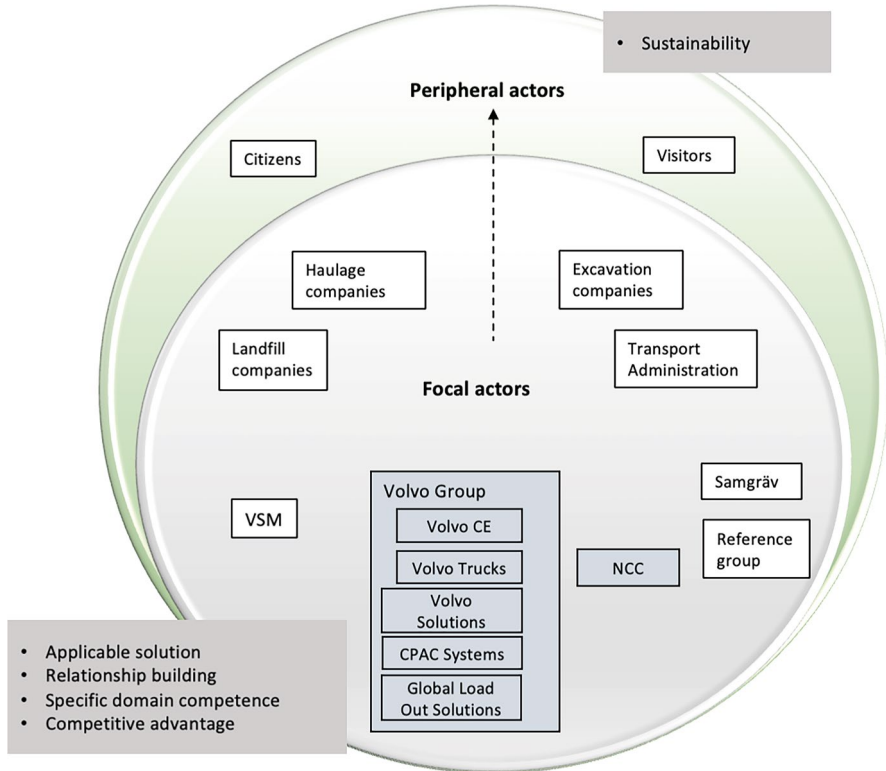 • Sustainability
Peripheral actors
Citizens
Visitors
Haulage
companies
Excavation
companies
Landfill
companies
Transport
Administration
Focal actors
Volvo Group
Volvo CE
Volvo Trucks
Volvo
Solutions
CPAC Systems
Global Load
Out Solutions
VSM
NCC
Samgräv
Reference
group
• Applicable solution
• Relationship building
• Specific domain competence
• Competitive advantage